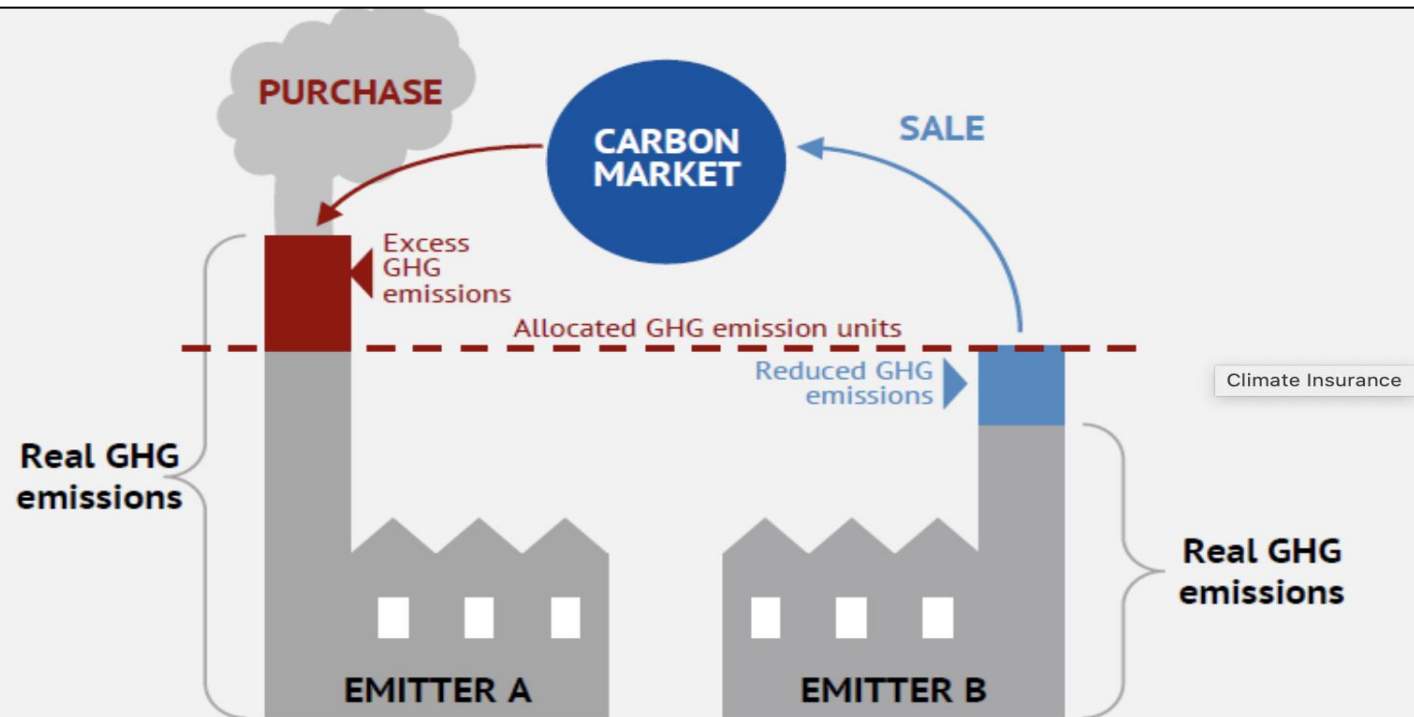 PURCHASE
CARBON
MARKET
SALE
Excess
GHG
emissions
Allocated GHG emission units
Reduced GHG
emissions
Climate Insurance
Real GHG
emissions
Real GHG
emissions
EMITTER A
EMITTER B